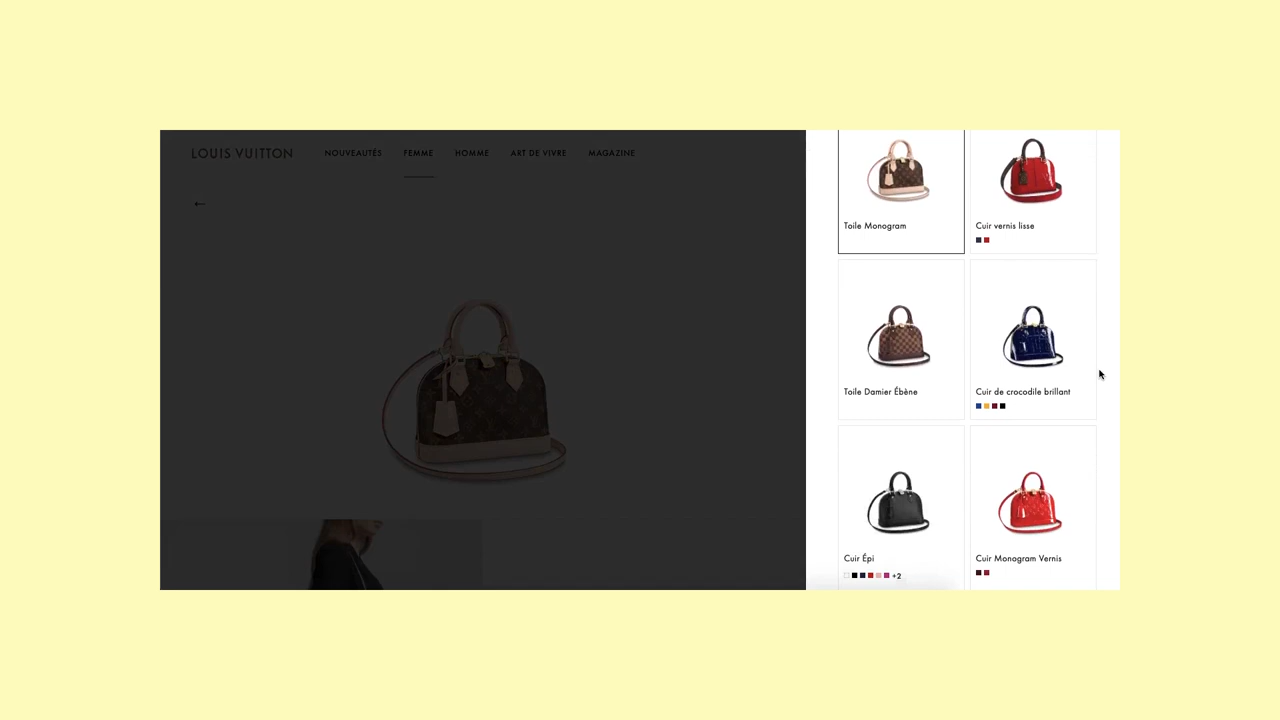 LOUIS VUITTON
NOUVEAUTÉS FEMME HOMME ART DE VIVRE MAGAZINE
←
Toile Monogram
Cuir vernis lisse
Toile Damier Ébène
Cuir de crocodile brillant
Cuir Épi
+2
Cuir Monogram Vernis